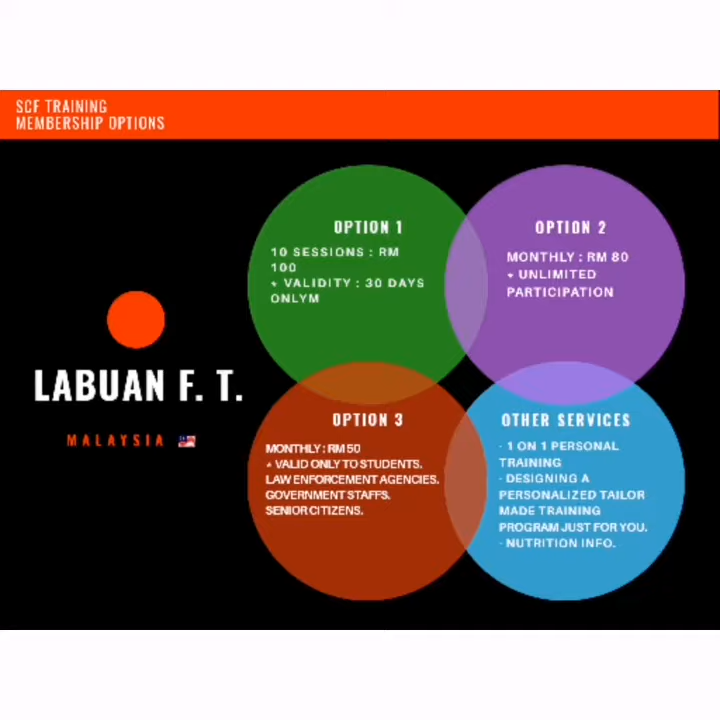 SCF TRAINING
MEMBERSHIP OPTIONS
LABUAN F. T.
MALAYSIA
OPTION 1
10 SESSIONS : RM
100
+ VALIDITY : 30 DAYS
ONLYM
OPTION 2
MONTHLY : RM 80
+ UNLIMITED
PARTICIPATION
OPTION 3
MONTHLY : RM 50
+ VALID ONLY TO STUDENTS.
LAW ENFORCEMENT AGENCIES.
GOVERNMENT STAFFS.
SENIOR CITIZENS.
OTHER SERVICES
· 1 ON 1 PERSONAL
TRAINING
· DESIGNING A
PERSONALIZED TAILOR
MADE TRAINING
PROGRAM JUST FOR YOU.
· NUTRITION INFO.